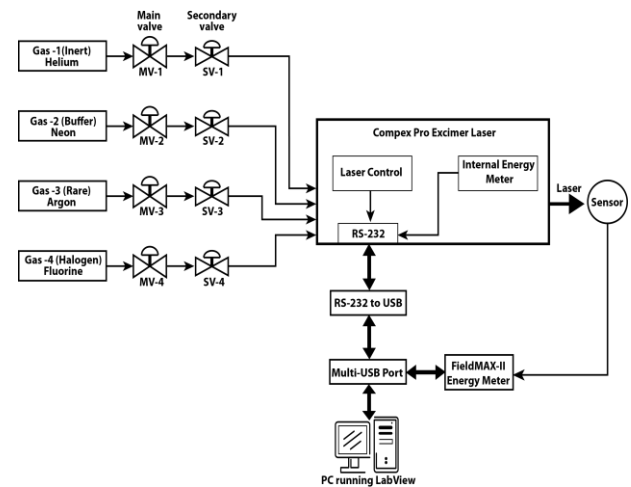 Main
valve
Secondary
valve
Gas -1(Inert)
Helium
MV-1
SV-1
Gas -2 (Buffer)
Neon
MV-2
SV-2
Gas -3 (Rare)
Argon
MV-3
SV-3
Gas -4 (Halogen)
Fluorine
MV-4
SV-4
Compex Pro Excimer Laser
Laser Control
Internal Energy
Meter
RS-232
Laser
Sensor
RS-232 to USB
Multi-USB Port
FieldMAX-II
Energy Meter
PC running LabView